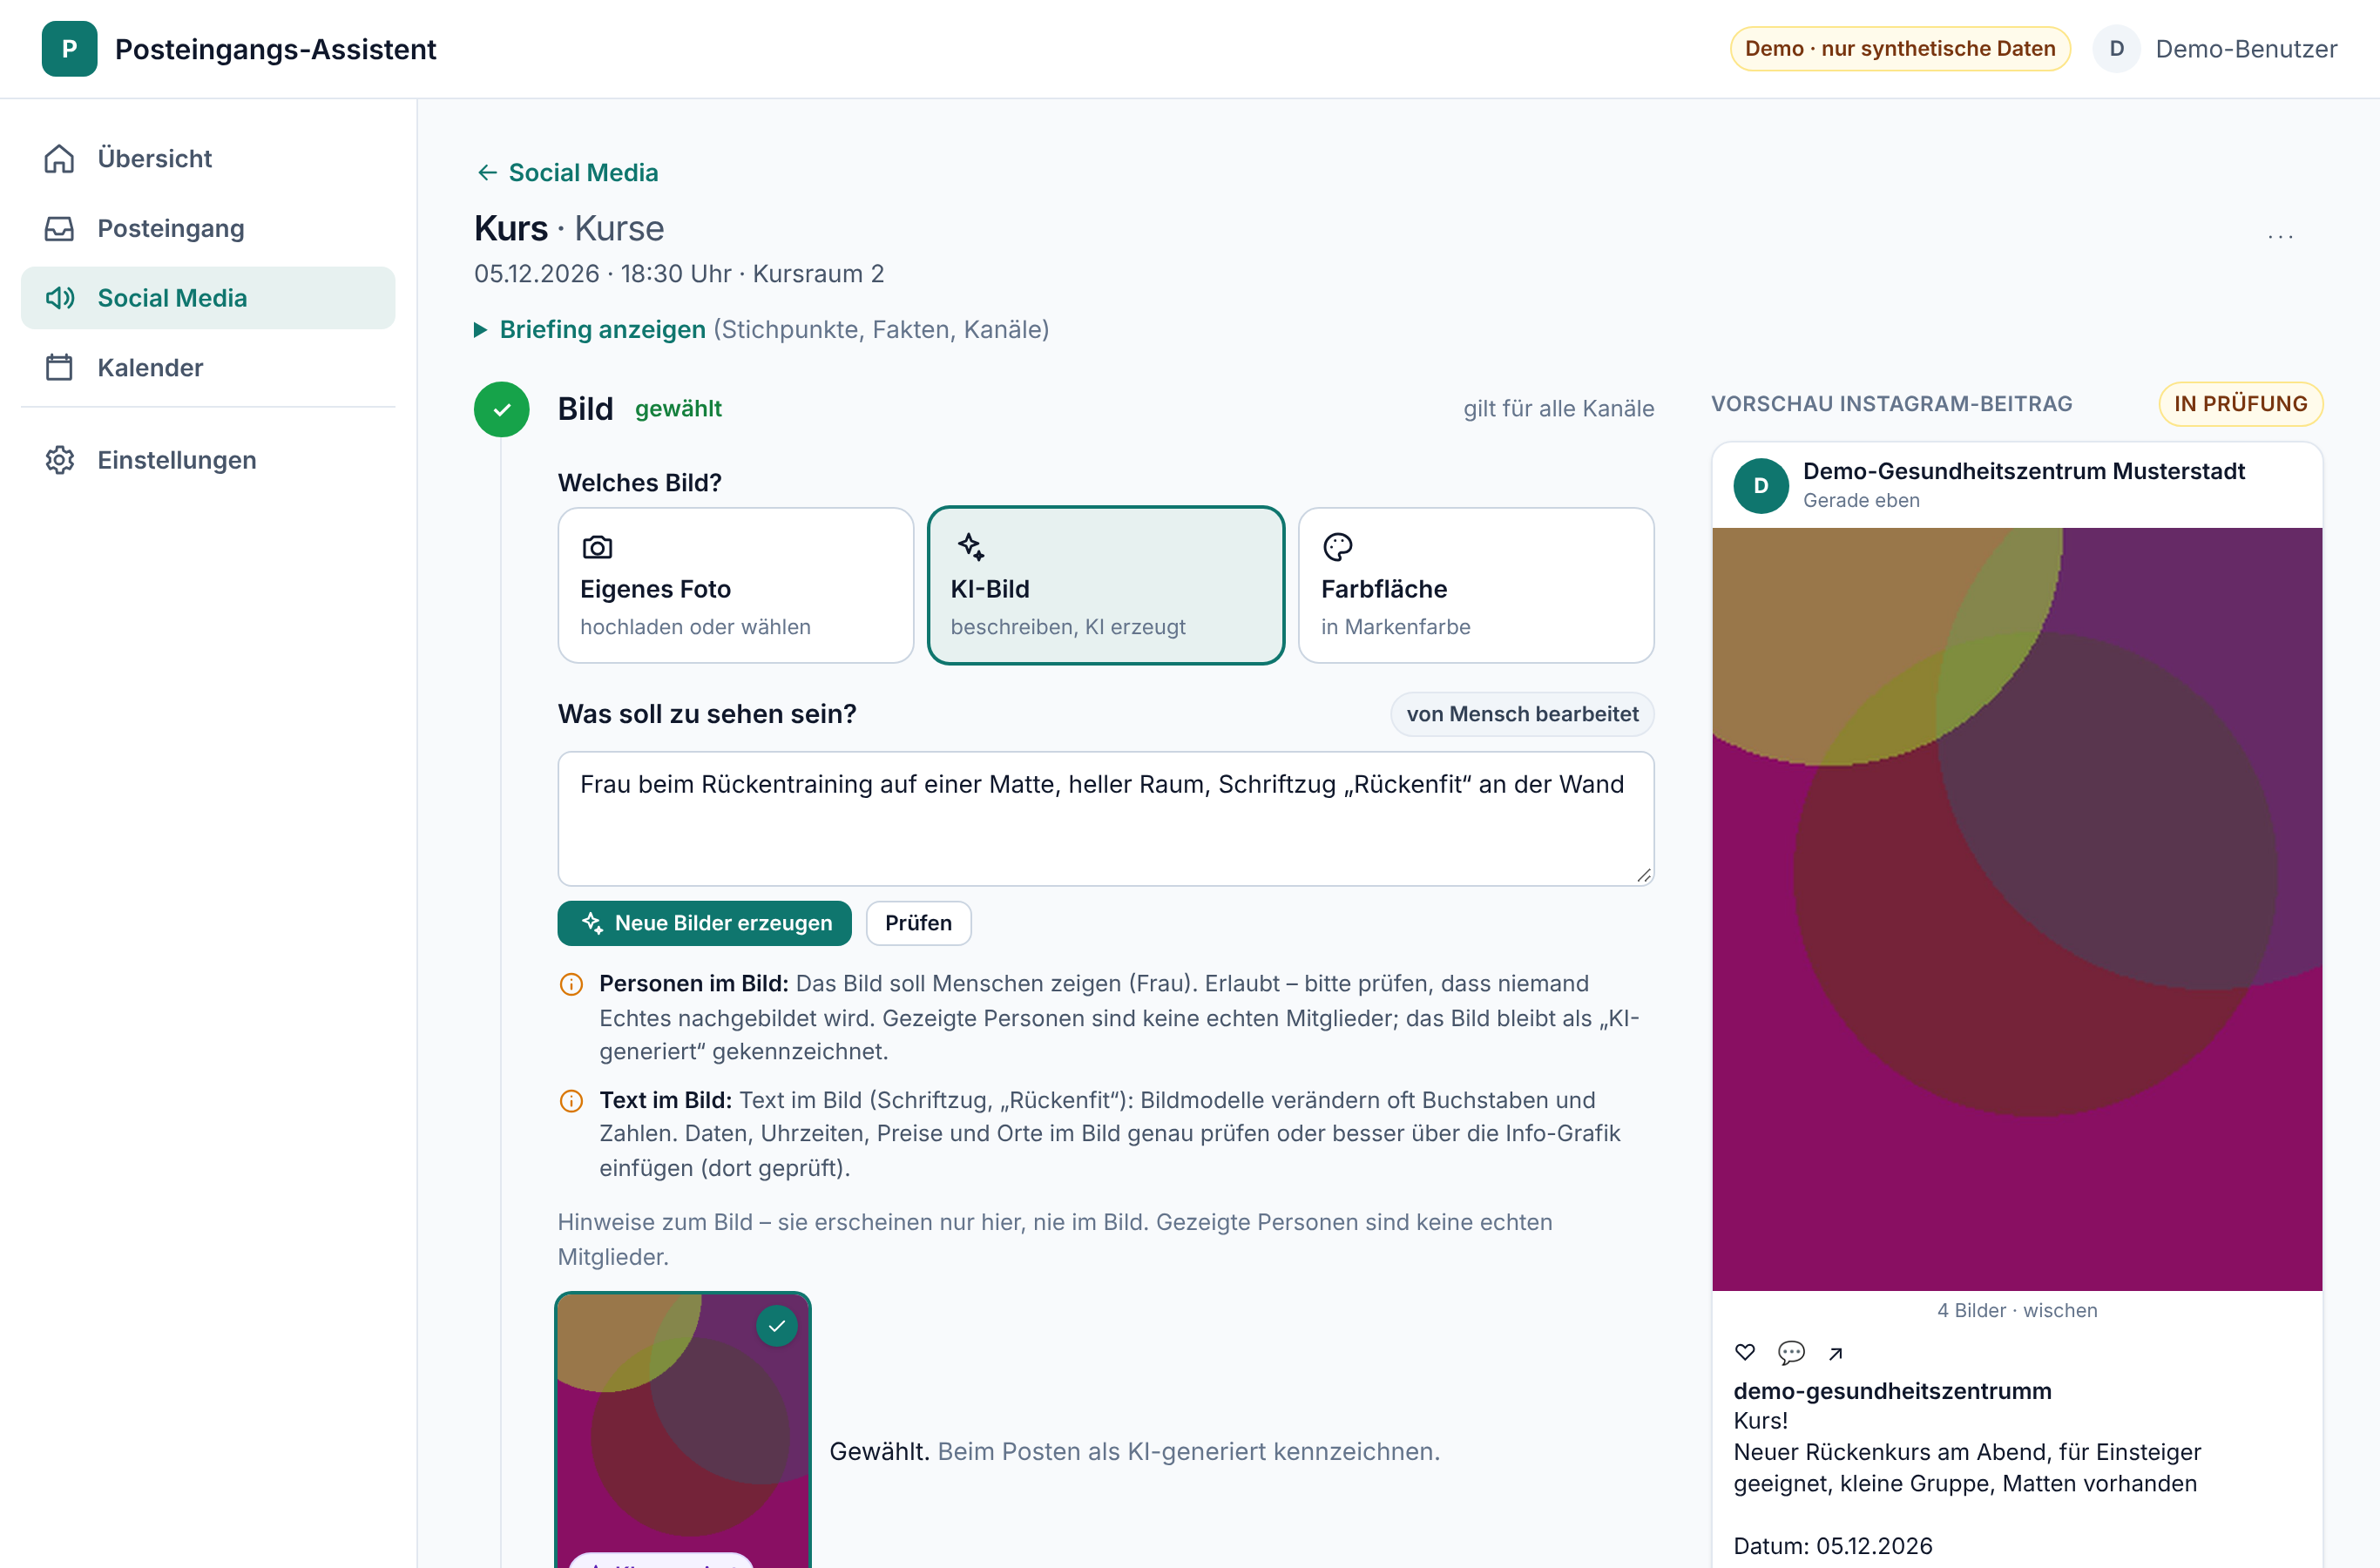 P
Posteingangs-Assistent
Demo · nur synthetische Daten
D
Demo-Benutzer
Übersicht
Posteingang
Social Media
Kalender
Einstellungen
← Social Media
Kurs · Kurse
...
05.12.2026 · 18:30 Uhr · Kursraum 2
Briefing anzeigen (Stichpunkte, Fakten, Kanäle)
Bild gewählt
gilt für alle Kanäle
Welches Bild?
Eigenes Foto
hochladen oder wählen
KI-Bild
beschreiben, KI erzeugt
Farbfläche
in Markenfarbe
Was soll zu sehen sein?
von Mensch bearbeitet
Frau beim Rückentraining auf einer Matte, heller Raum, Schriftzug „Rückenfit“ an der Wand
Neue Bilder erzeugen
Prüfen
Personen im Bild: Das Bild soll Menschen zeigen (Frau). Erlaubt – bitte prüfen, dass niemand
Echtes nachgebildet wird. Gezeigte Personen sind keine echten Mitglieder; das Bild bleibt als „KI-
generiert“ gekennzeichnet.
Text im Bild: Text im Bild (Schriftzug, „Rückenfit“): Bildmodelle verändern oft Buchstaben und
Zahlen. Daten, Uhrzeiten, Preise und Orte im Bild genau prüfen oder besser über die Info-Grafik
einfügen (dort geprüft).
Hinweise zum Bild – sie erscheinen nur hier, nie im Bild. Gezeigte Personen sind keine echten
Mitglieder.
Gewählt. Beim Posten als KI-generiert kennzeichnen.
VORSCHAU INSTAGRAM-BEITRAG
IN PRÜFUNG
D
Demo-Gesundheitszentrum Musterstadt
Gerade eben
4 Bilder · wischen
demo-gesundheitszentrumm
Kurs!
Neuer Rückenkurs am Abend, für Einsteiger
geeignet, kleine Gruppe, Matten vorhanden
Datum: 05.12.2026